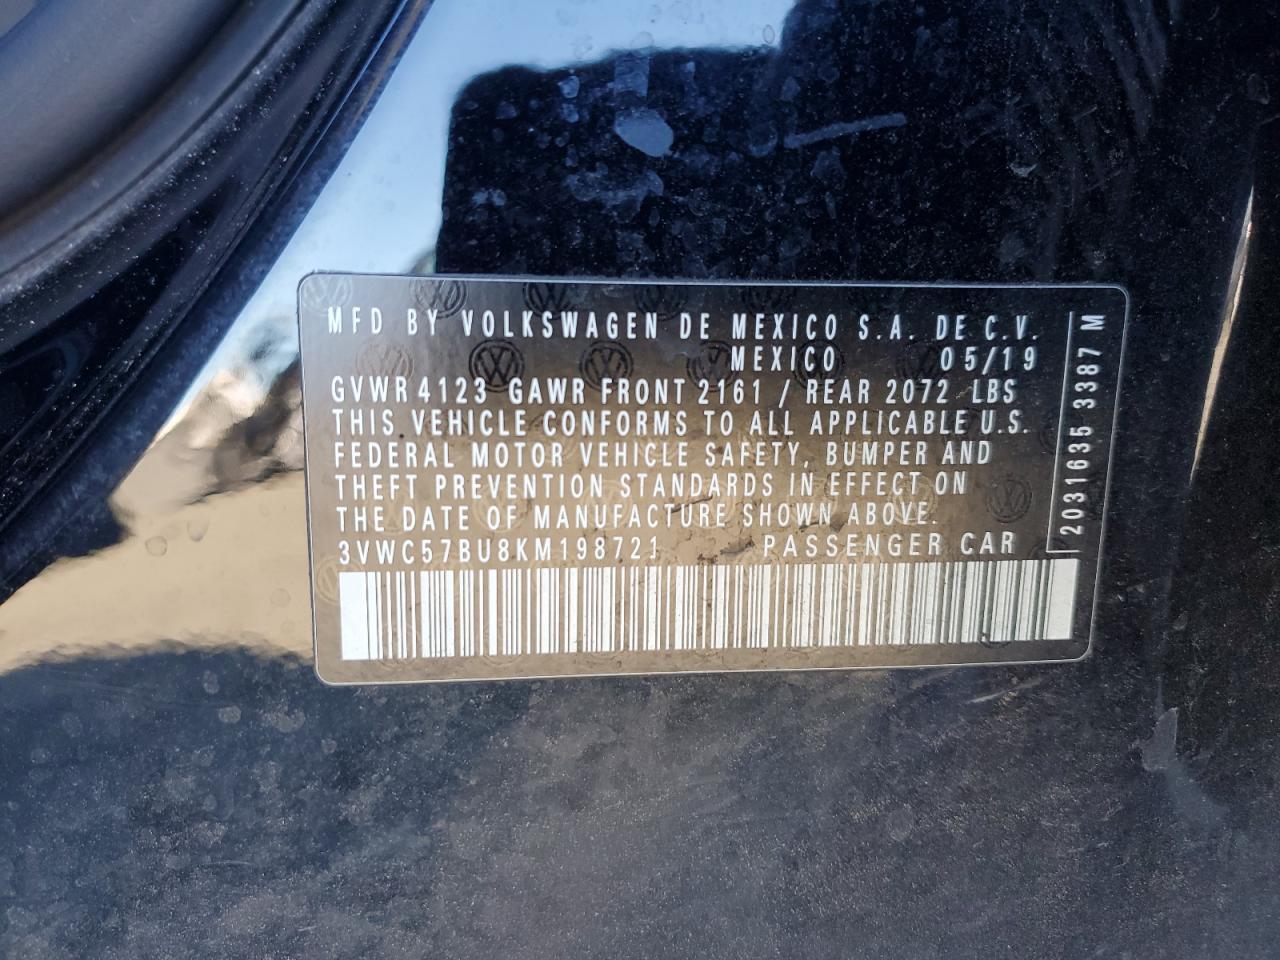 MFD BY VOLKSWAGEN DE MEXICO S.A. DE C.V.
MEXICO 05/19
GVWR 4123 GAWR FRONT 2161 / REAR 2072 LBS
THIS VEHICLE CONFORMS TO ALL APPLICABLE U.S.
FEDERAL MOTOR VEHICLE SAFETY, BUMPER AND
THEFT PREVENTION STANDARDS IN EFFECT ON
THE DATE OF MANUFACTURE SHOWN ABOVE.
3VWC57BU8KM198721 PASSENGER CAR
2031635 3387 M